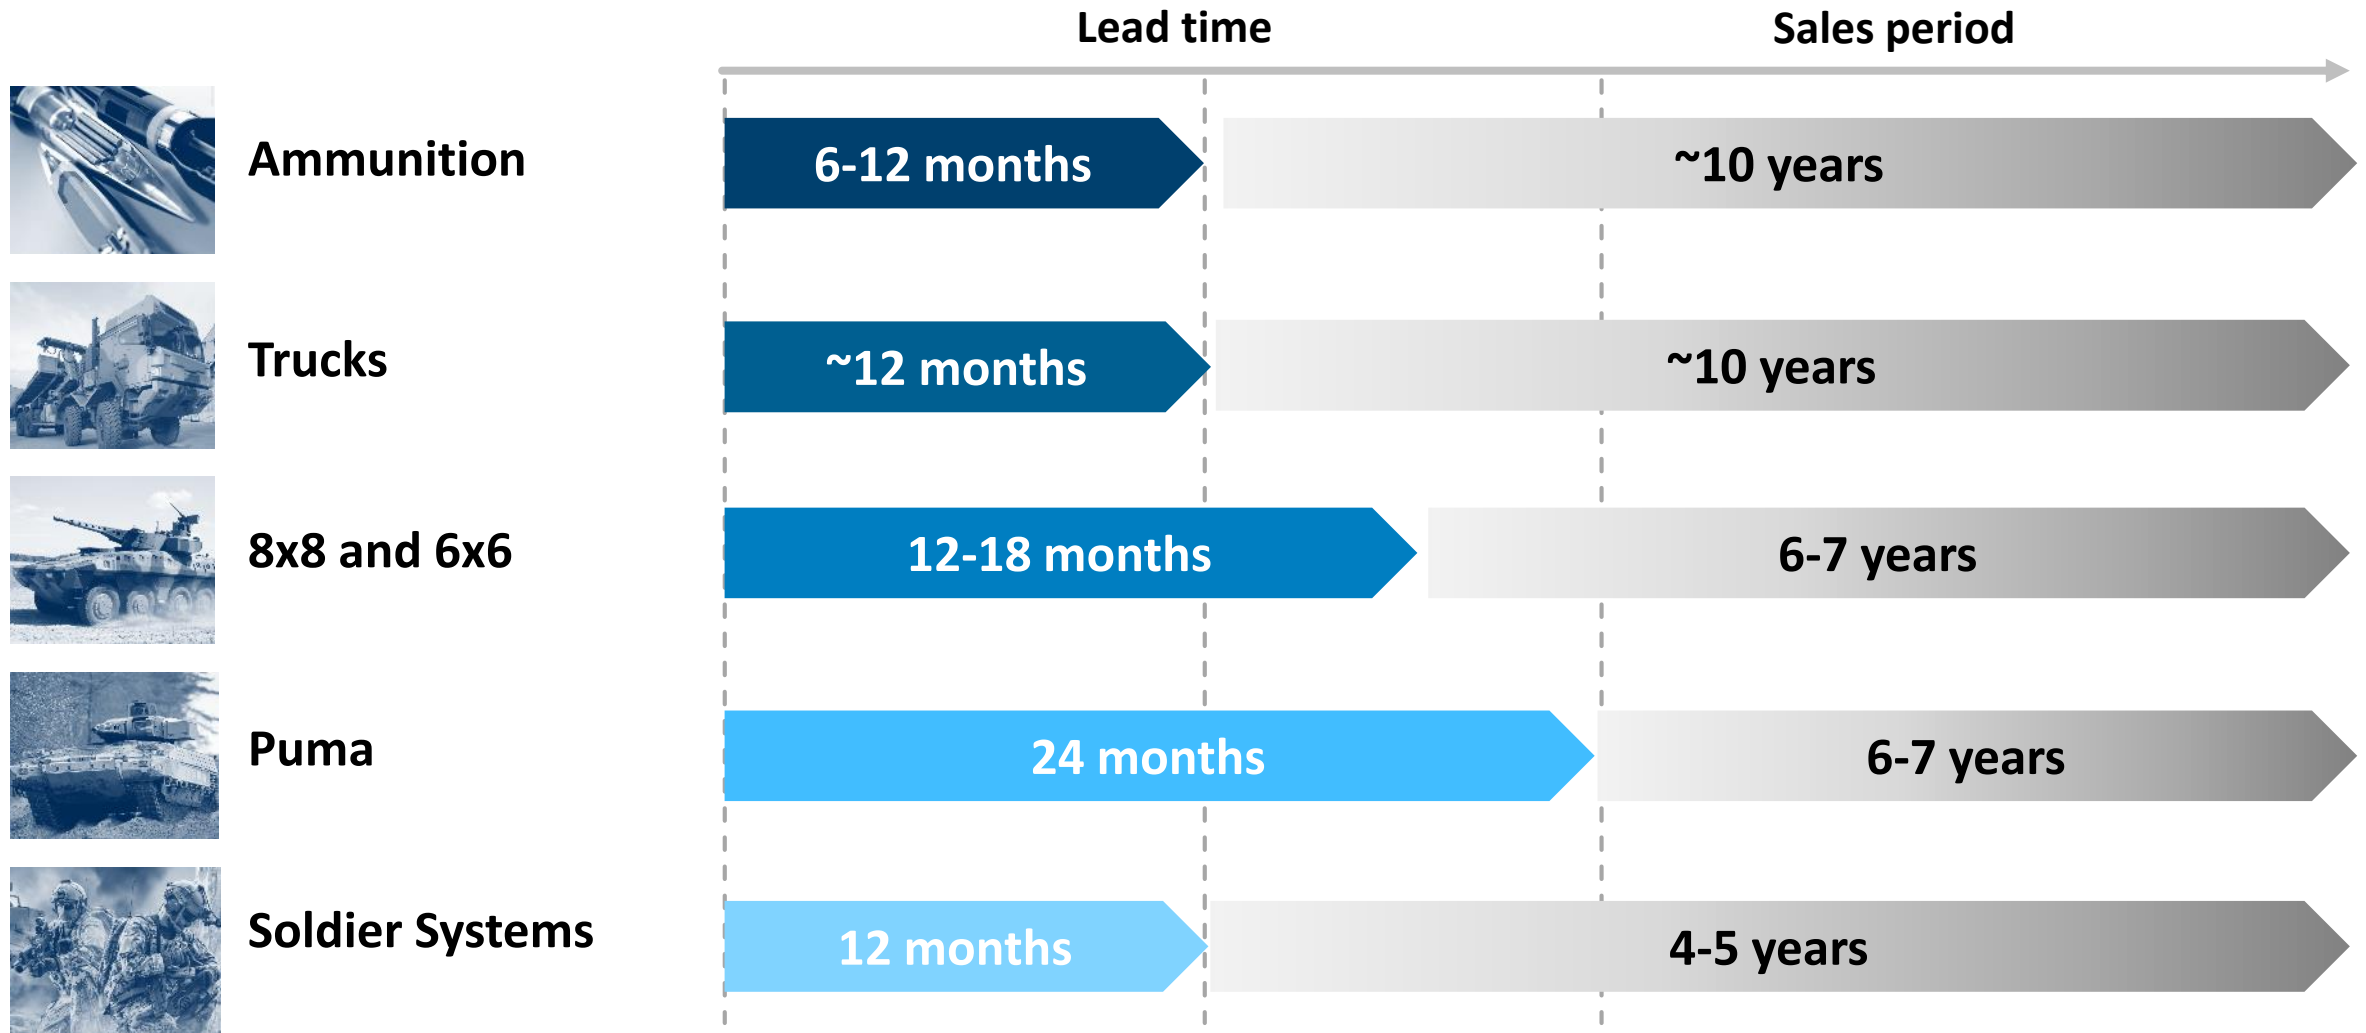 Lead time
Sales period
Ammunition
6-12 months
~10 years
Trucks
~12 months
~10 years
8x8 and 6x6
12-18 months
6-7 years
Puma
24 months
6-7 years
Soldier Systems
12 months
4-5 years